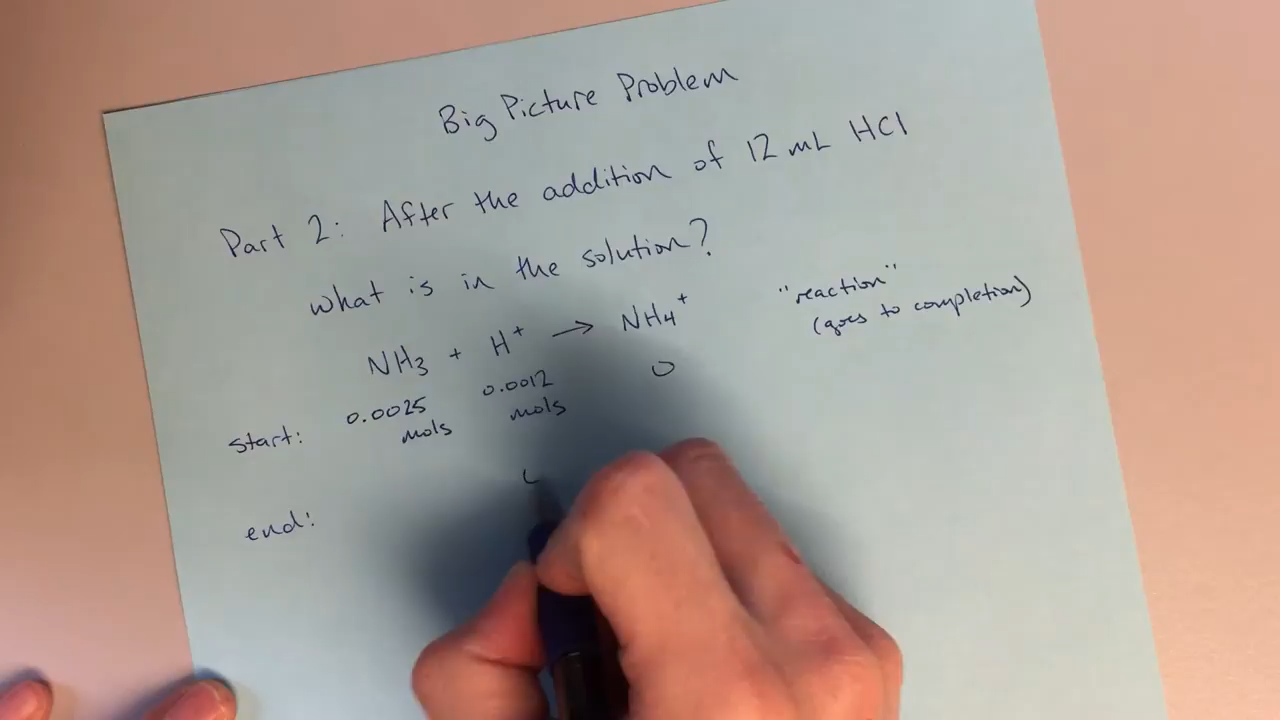 Big Picture Problem
Part 2: After the addition of 12 mL HCl
what is in the solution?
NH3 + H+ → NH4+ "reaction"
(goes to completion)
start: 0.0025 mols 0.0012 mols 0
end: